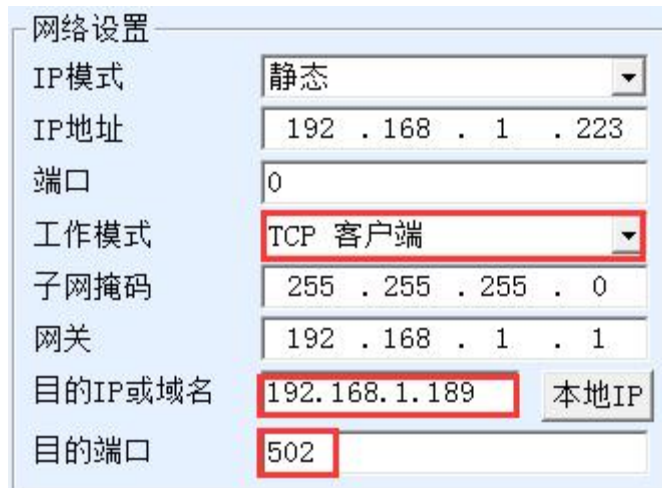 网络设置
IP模式 静态
IP地址 192 . 168 . 1 . 223
端口 0
工作模式 TCP 客户端
子网掩码 255 . 255 . 255 . 0
网关 192 . 168 . 1 . 1
目的IP或域名 192.168.1.189 本地IP
目的端口 502